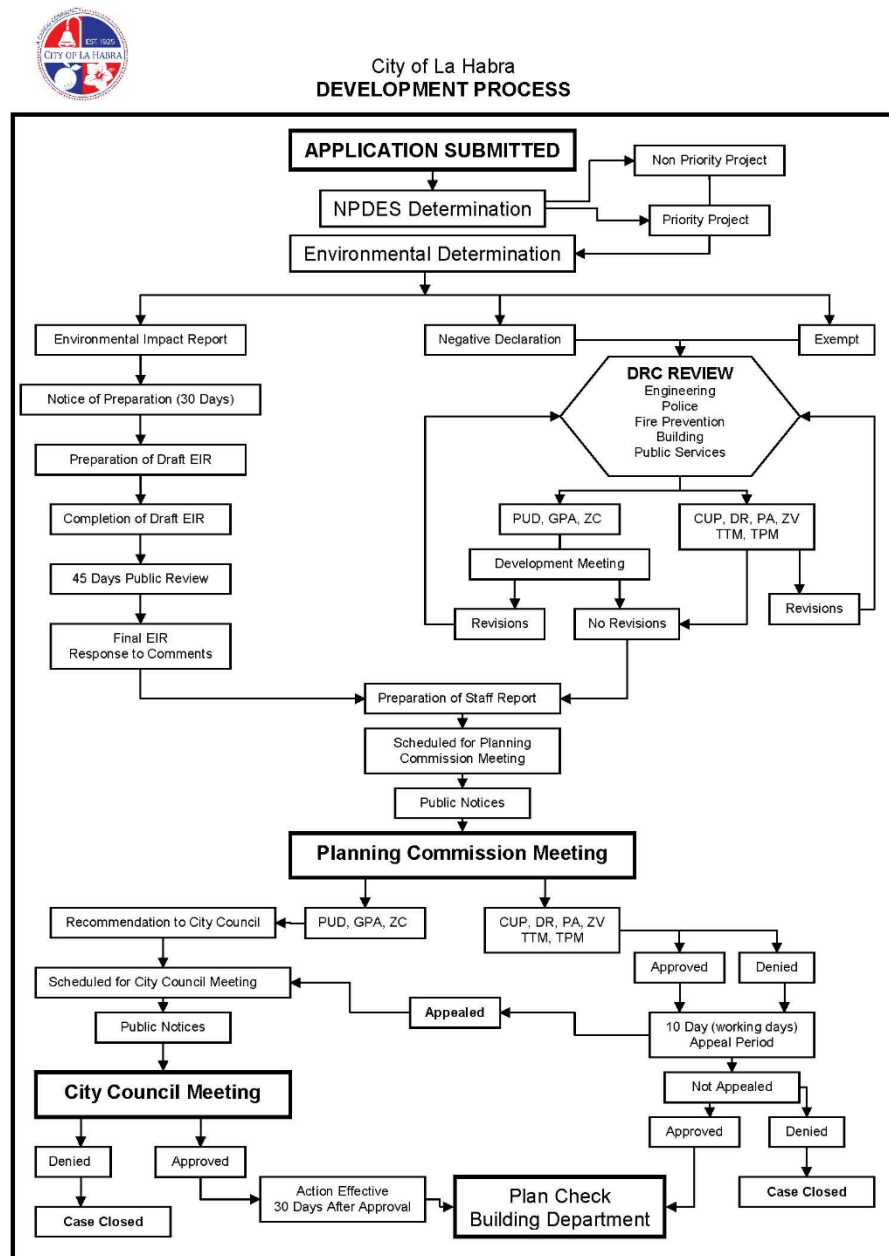 A CARING COMMUNITY
EST. 1925
CITY OF LA HABRA
City of La Habra
DEVELOPMENT PROCESS
APPLICATION SUBMITTED
Non Priority Project
NPDES Determination
Priority Project
Environmental Determination
Environmental Impact Report
Negative Declaration
Exempt
DRC REVIEW
Engineering
Police
Fire Prevention
Building
Public Services
Notice of Preparation (30 Days)
Preparation of Draft EIR
Completion of Draft EIR
PUD, GPA, ZC
CUP, DR, PA, ZV
TTM, TPM
45 Days Public Review
Development Meeting
Revisions
No Revisions
Revisions
Final EIR
Response to Comments
Preparation of Staff Report
Scheduled for Planning
Commission Meeting
Public Notices
Planning Commission Meeting
Recommendation to City Council
PUD, GPA, ZC
CUP, DR, PA, ZV
TTM, TPM
Approved
Denied
Scheduled for City Council Meeting
Appealed
10 Day (working days)
Appeal Period
Public Notices
Not Appealed
City Council Meeting
Approved
Denied
Denied
Approved
Case Closed
Action Effective
30 Days After Approval
Plan Check
Building Department
Case Closed